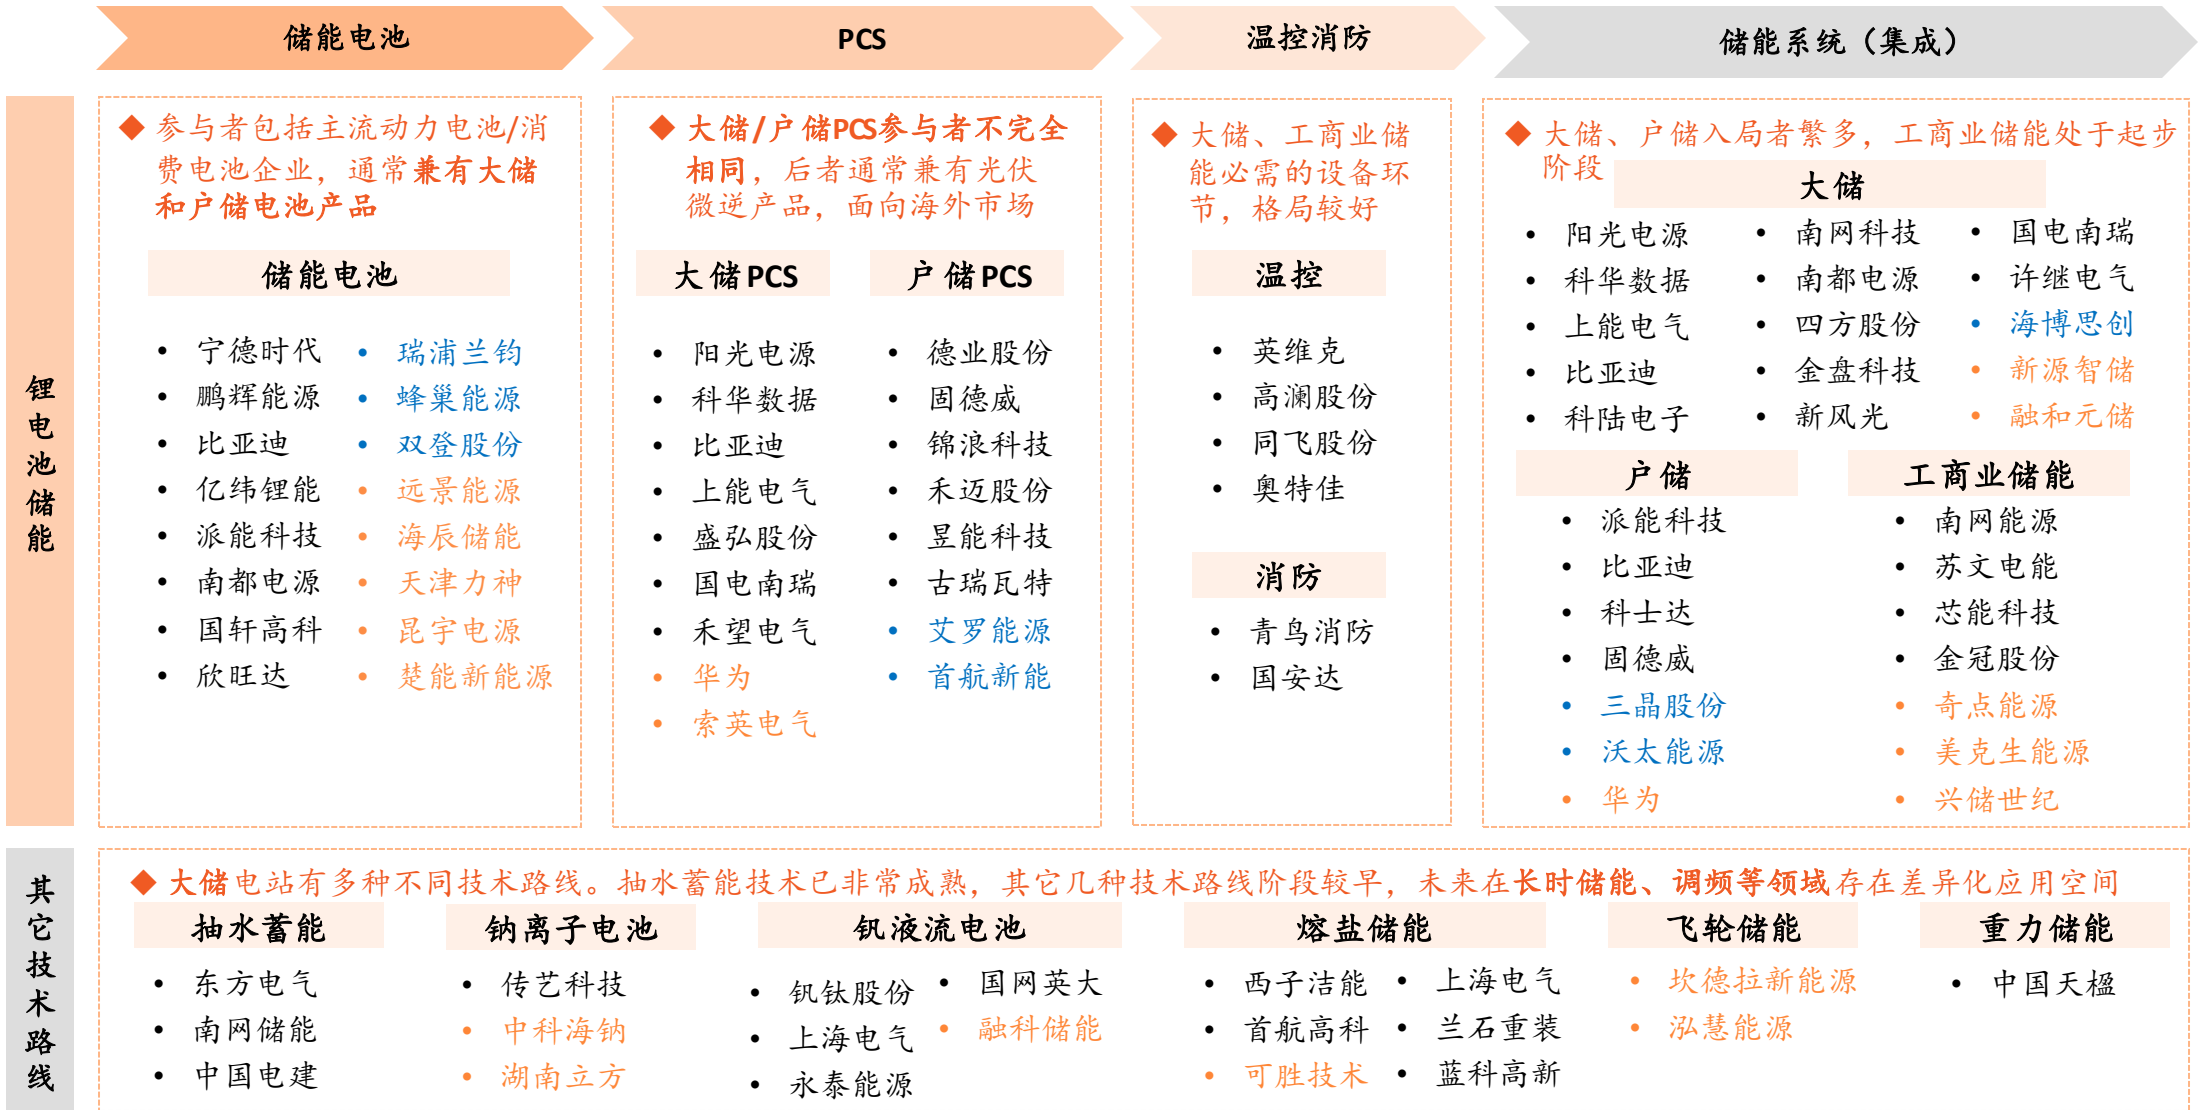 储能电池
PCS
温控消防
储能系统（集成）
锂电池储能
◆ 参与者包括主流动力电池/消
费电池企业，通常兼有大储
和户储电池产品
储能电池
• 宁德时代
• 鹏辉能源
• 比亚迪
• 亿纬锂能
• 派能科技
• 南都电源
• 国轩高科
• 欣旺达
• 瑞浦兰钧
• 蜂巢能源
• 双登股份
• 远景能源
• 海辰储能
• 天津力神
• 昆宇电源
• 楚能新能源
◆ 大储/户储PCS参与者不完全
相同，后者通常兼有光伏
微逆产品，面向海外市场
大储PCS
• 阳光电源
• 科华数据
• 比亚迪
• 上能电气
• 盛弘股份
• 国电南瑞
• 禾望电气
• 华为
• 索英电气
户储PCS
• 德业股份
• 固德威
• 锦浪科技
• 禾迈股份
• 昱能科技
• 古瑞瓦特
• 艾罗能源
• 首航新能
◆ 大储、工商业储
能必需的设备环
节，格局较好
温控
• 英维克
• 高澜股份
• 同飞股份
• 奥特佳
消防
• 青鸟消防
• 国安达
◆ 大储、户储入局者繁多，工商业储能处于起步
阶段
大储
• 阳光电源
• 科华数据
• 上能电气
• 比亚迪
• 科陆电子
• 南网科技
• 南都电源
• 四方股份
• 金盘科技
• 新风光
• 国电南瑞
• 许继电气
• 海博思创
• 新源智储
• 融和元储
户储
• 派能科技
• 比亚迪
• 科士达
• 固德威
• 三晶股份
• 沃太能源
• 华为
工商业储能
• 南网能源
• 苏文电能
• 芯能科技
• 金冠股份
• 奇点能源
• 美克生能源
• 兴储世纪
其它技术路线
◆ 大储电站有多种不同技术路线。抽水蓄能技术已非常成熟，其它几种技术路线阶段较早，未来在长时储能、调频等领域存在差异化应用空间
抽水蓄能
• 东方电气
• 南网储能
• 中国电建
钠离子电池
• 传艺科技
• 中科海钠
• 湖南立方
钒液流电池
• 钒钛股份
• 上海电气
• 永泰能源
• 国网英大
• 融科储能
熔盐储能
• 西子洁能
• 首航高科
• 可胜技术
• 上海电气
• 兰石重装
• 蓝科高新
飞轮储能
• 坎德拉新能源
• 泓慧能源
重力储能
• 中国天楹